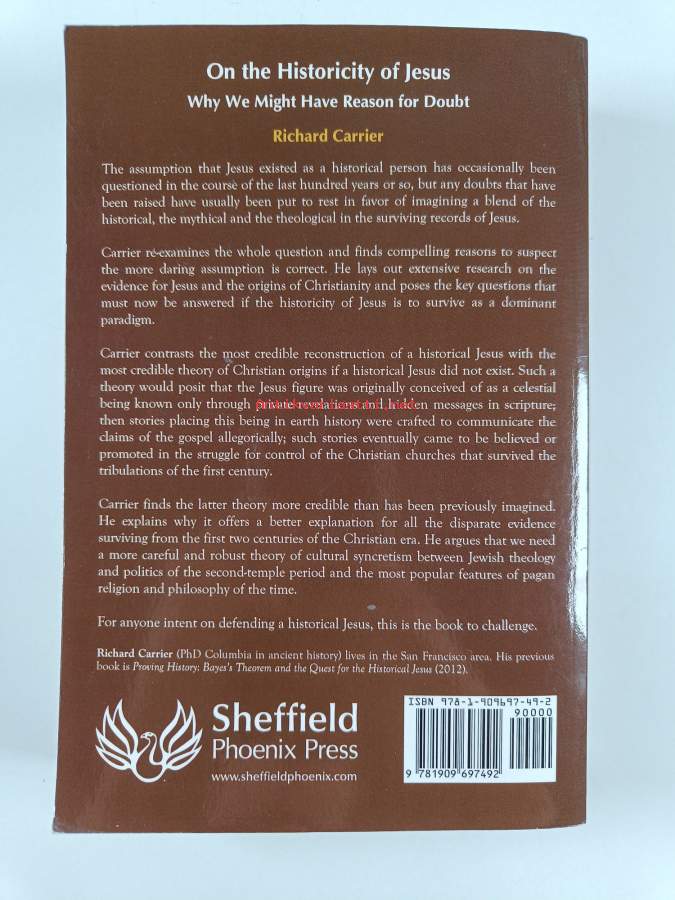 On the Historicity of Jesus
Why We Might Have Reason for Doubt
Richard Carrier
The assumption that Jesus existed as a historical person has occasionally been
questioned in the course of the last hundred years or so, but any doubts that have
been raised have usually been put to rest in favor of imagining a blend of the
historical, the mythical and the theological in the surviving records of Jesus.
Carrier re-examines the whole question and finds compelling reasons to suspect
the more daring assumption is correct. He lays out extensive research on the
evidence for Jesus and the origins of Christianity and poses the key questions that
must now be answered if the historicity of Jesus is to survive as a dominant
paradigm.
Carrier contrasts the most credible reconstruction of a historical Jesus with the
most credible theory of Christian origins if a historical Jesus did not exist. Such a
theory would posit that the Jesus figure was originally conceived of as a celestial
being known only through private revelation and hidden messages in scripture;
then stories placing this being in earth history were crafted to communicate the
claims of the gospel allegorically; such stories eventually came to be believed or
promoted in the struggle for control of the Christian churches that survived the
tribulations of the first century.
Carrier finds the latter theory more credible than has been previously imagined.
He explains why it offers a better explanation for all the disparate evidence
surviving from the first two centuries of the Christian era. He argues that we need
a more careful and robust theory of cultural syncretism between Jewish theology
and politics of the second-temple period and the most popular features of pagan
religion and philosophy of the time.
For anyone intent on defending a historical Jesus, this is the book to challenge.
Richard Carrier (PhD Columbia in ancient history) lives in the San Francisco area. His previous
book is Proving History: Bayes's Theorem and the Quest for the Historical Jesus (2012).
Sheffield
Phoenix Press
www.sheffieldphoenix.com
ISBN 978-1-909697-49-2
90000
9 781909 697492